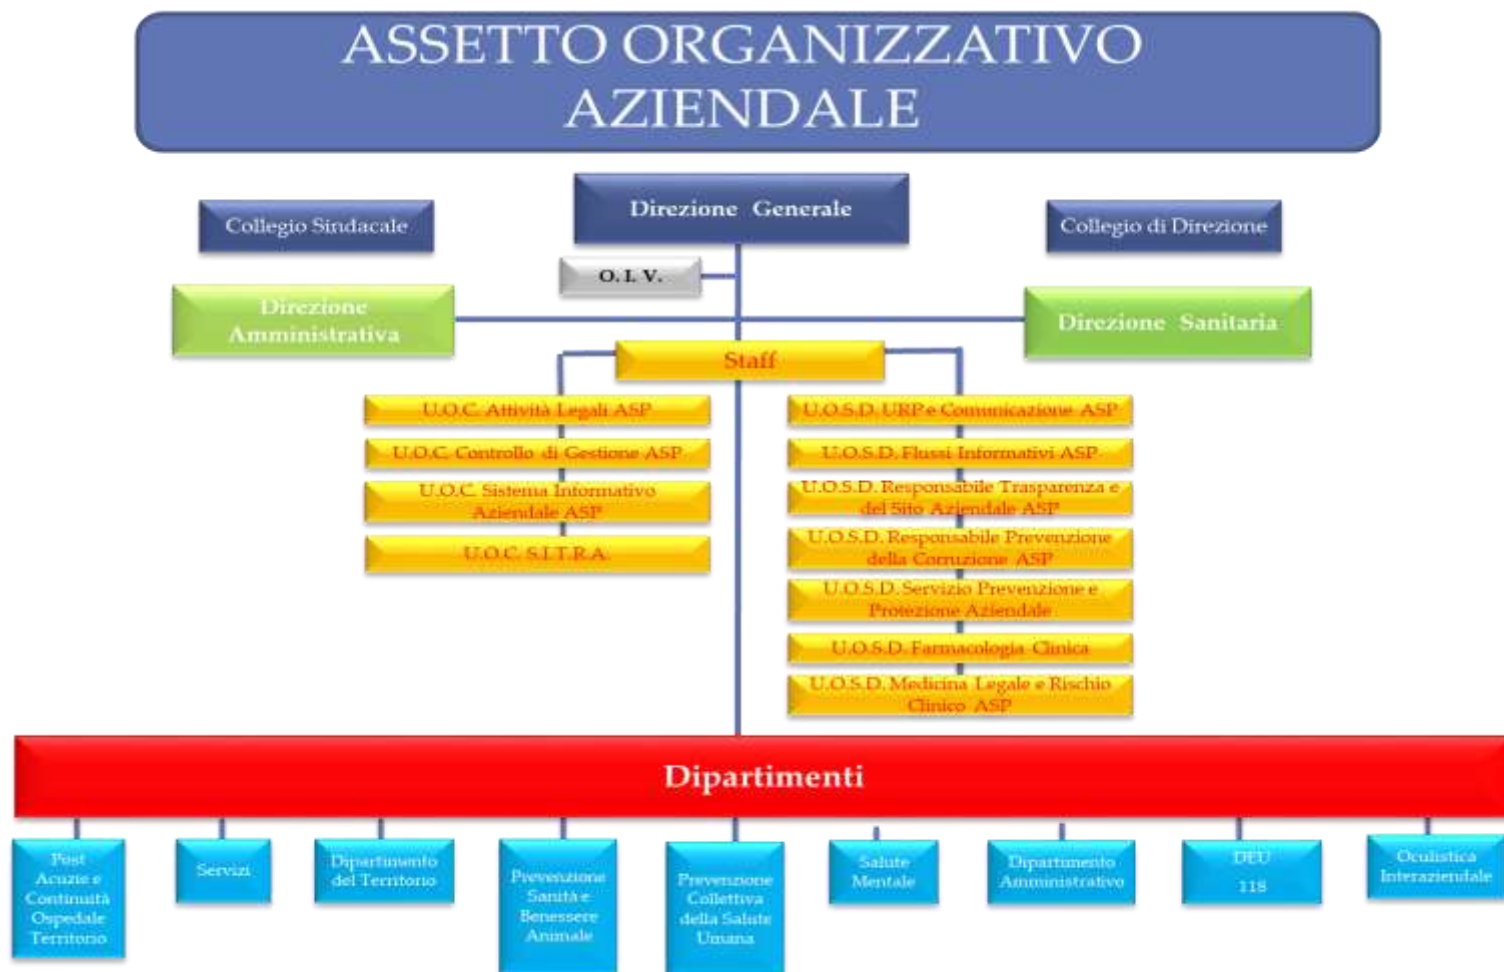 ASSETTO ORGANIZZATIVO
AZIENDALE
Direzione Generale
Collegio Sindacale
Collegio di Direzione
O. I. V.
Direzione
Amministrativa
Direzione Sanitaria
Staff
U.O.C. Attività Legali ASP
U.O.C. Controllo di Gestione ASP
U.O.C. Sistema Informativo
Aziendale ASP
U.O.C. S.I.T.R.A.
U.O.S.D. URP e Comunicazione ASP
U.O.S.D. Flussi Informativi ASP
U.O.S.D. Responsabile Trasparenza e
del Sito Aziendale ASP
U.O.S.D. Responsabile Prevenzione
della Corruzione ASP
U.O.S.D. Servizio Prevenzione e
Protezione Aziendale
U.O.S.D. Farmacologia Clinica
U.O.S.D. Medicina Legale e Rischio
Clinico ASP
Dipartimenti
Post
Acuzie e
Continuità
Ospedale
Territorio
Servizi
Dipartimento
del Territorio
Prevenzione
Sanità e
Benessere
Animale
Prevenzione
Collettiva
della Salute
Umana
Salute
Mentale
Dipartimento
Amministrativo
DEU
118
Oculistica
Interaziendale